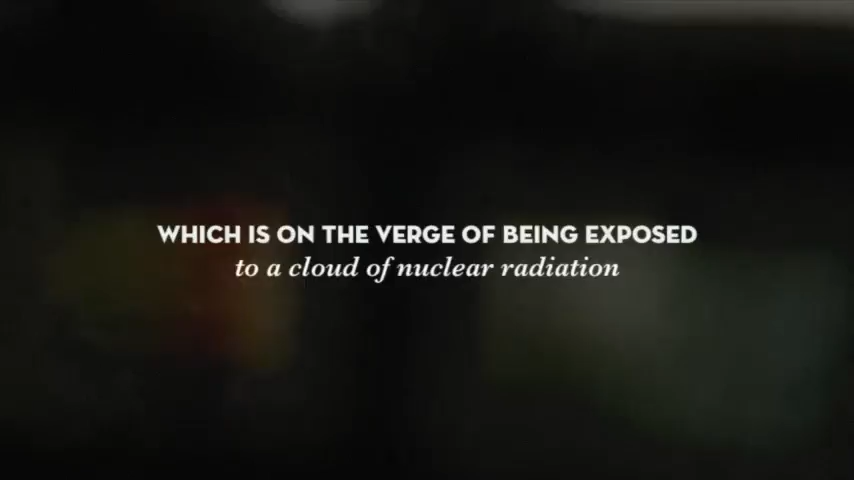 WHICH IS ON THE VERGE OF BEING EXPOSED
to a cloud of nuclear radiation